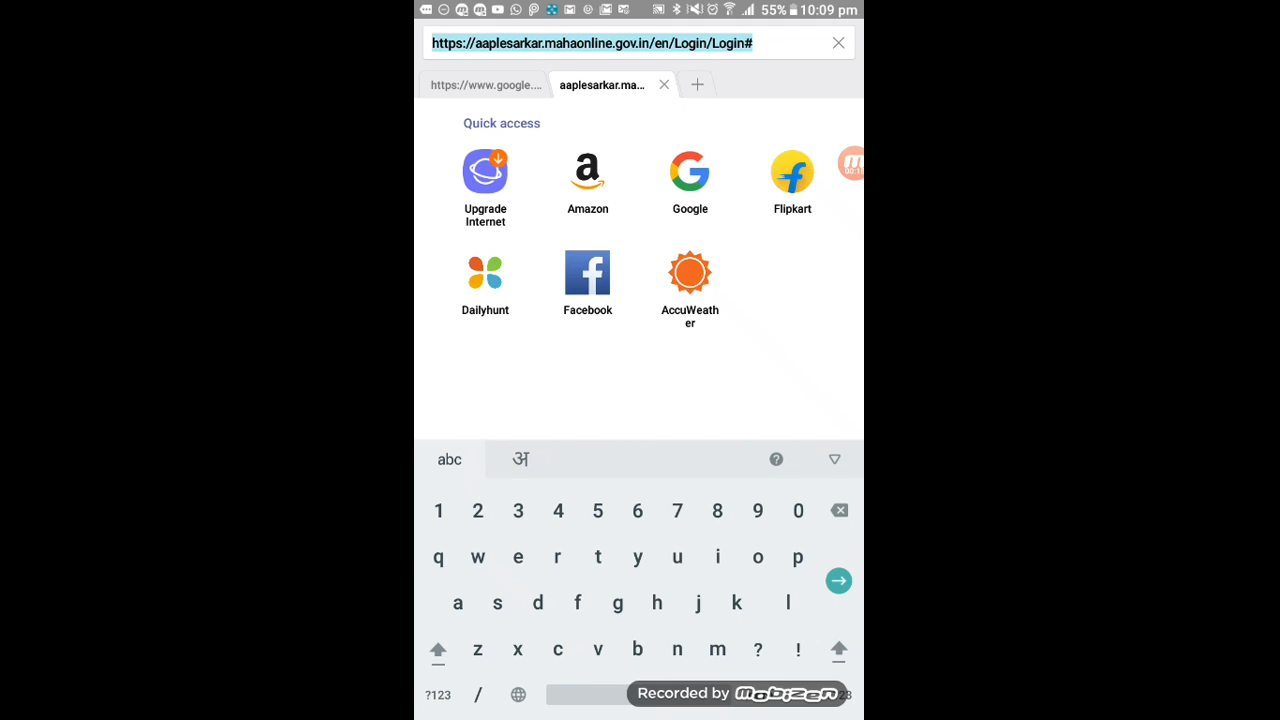 55% 10:09 pm
https://aaplesarkar.mahaonline.gov.in/en/Login/Login#
https://www.google.... aaplesarkar.ma...
Quick access
Upgrade Internet
Amazon
Google
Flipkart
Dailyhunt
Facebook
AccuWeath
er
abc अ
1 2 3 4 5 6 7 8 9 0
q w e r t y u i o p
a s d f g h j k l
z x c v b n m ? !
?123 / Recorded by mobizen